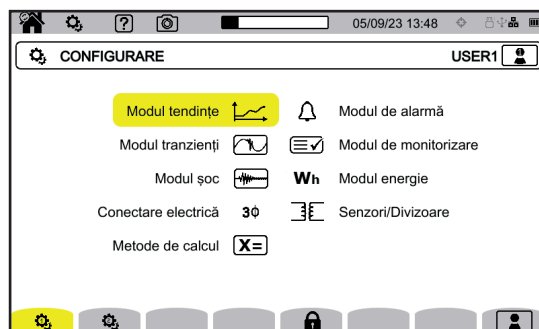 ? 05/09/23 13:48
CONFIGURARE USER1
Modul tendințe Modul de alarmă
Modul tranzienți Modul de monitorizare
Modul șoc Wh Modul energie
Conectare electrică 3ϕ Senzori/Divizoare
Metode de calcul X=